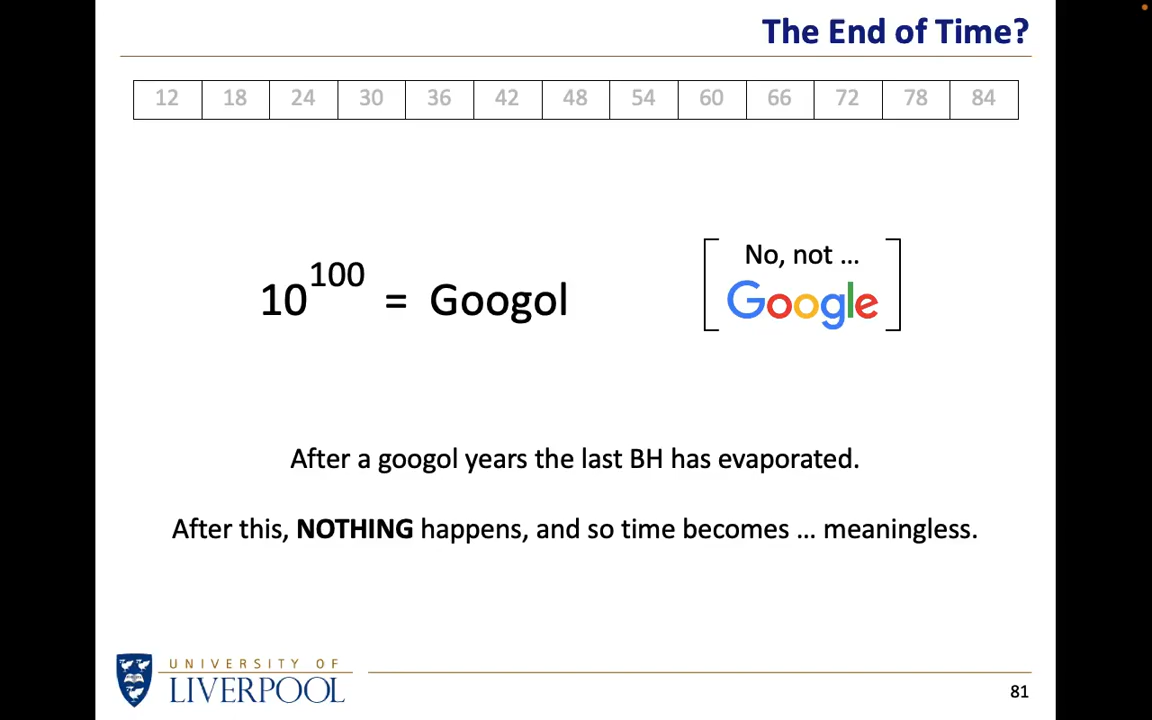 The End of Time?
12 18 24 30 36 42 48 54 60 66 72 78 84
10^100 = Googol
No, not ...
Google
After a googol years the last BH has evaporated.
After this, NOTHING happens, and so time becomes ... meaningless.
UNIVERSITY OF
LIVERPOOL
81